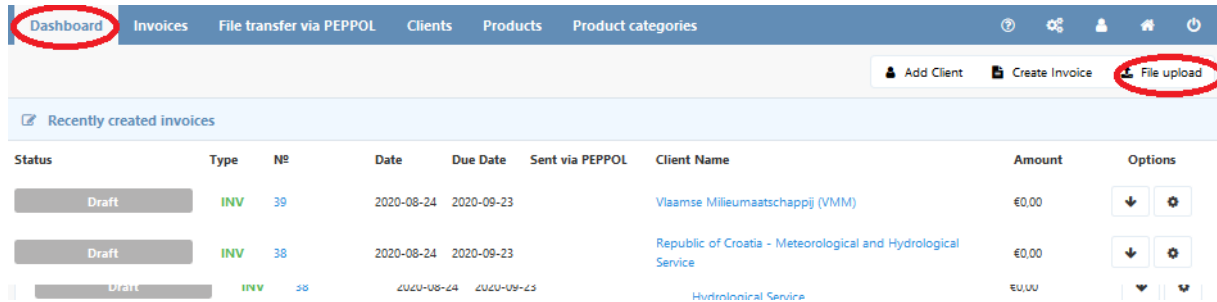 Dashboard Invoices File transfer via PEPPOL Clients Products Product categories
Add Client Create Invoice File upload
Recently created invoices
Status Type Nº Date Due Date Sent via PEPPOL Client Name Amount Options
Draft INV 39 2020-08-24 2020-09-23 Vlaamse Milieumaatschappij (VMM) €0,00
Draft INV 38 2020-08-24 2020-09-23 Republic of Croatia - Meteorological and Hydrological €0,00
Service
Draft INV 38 2020-08-24 2020-09-23 €0,00
Hydrological Service